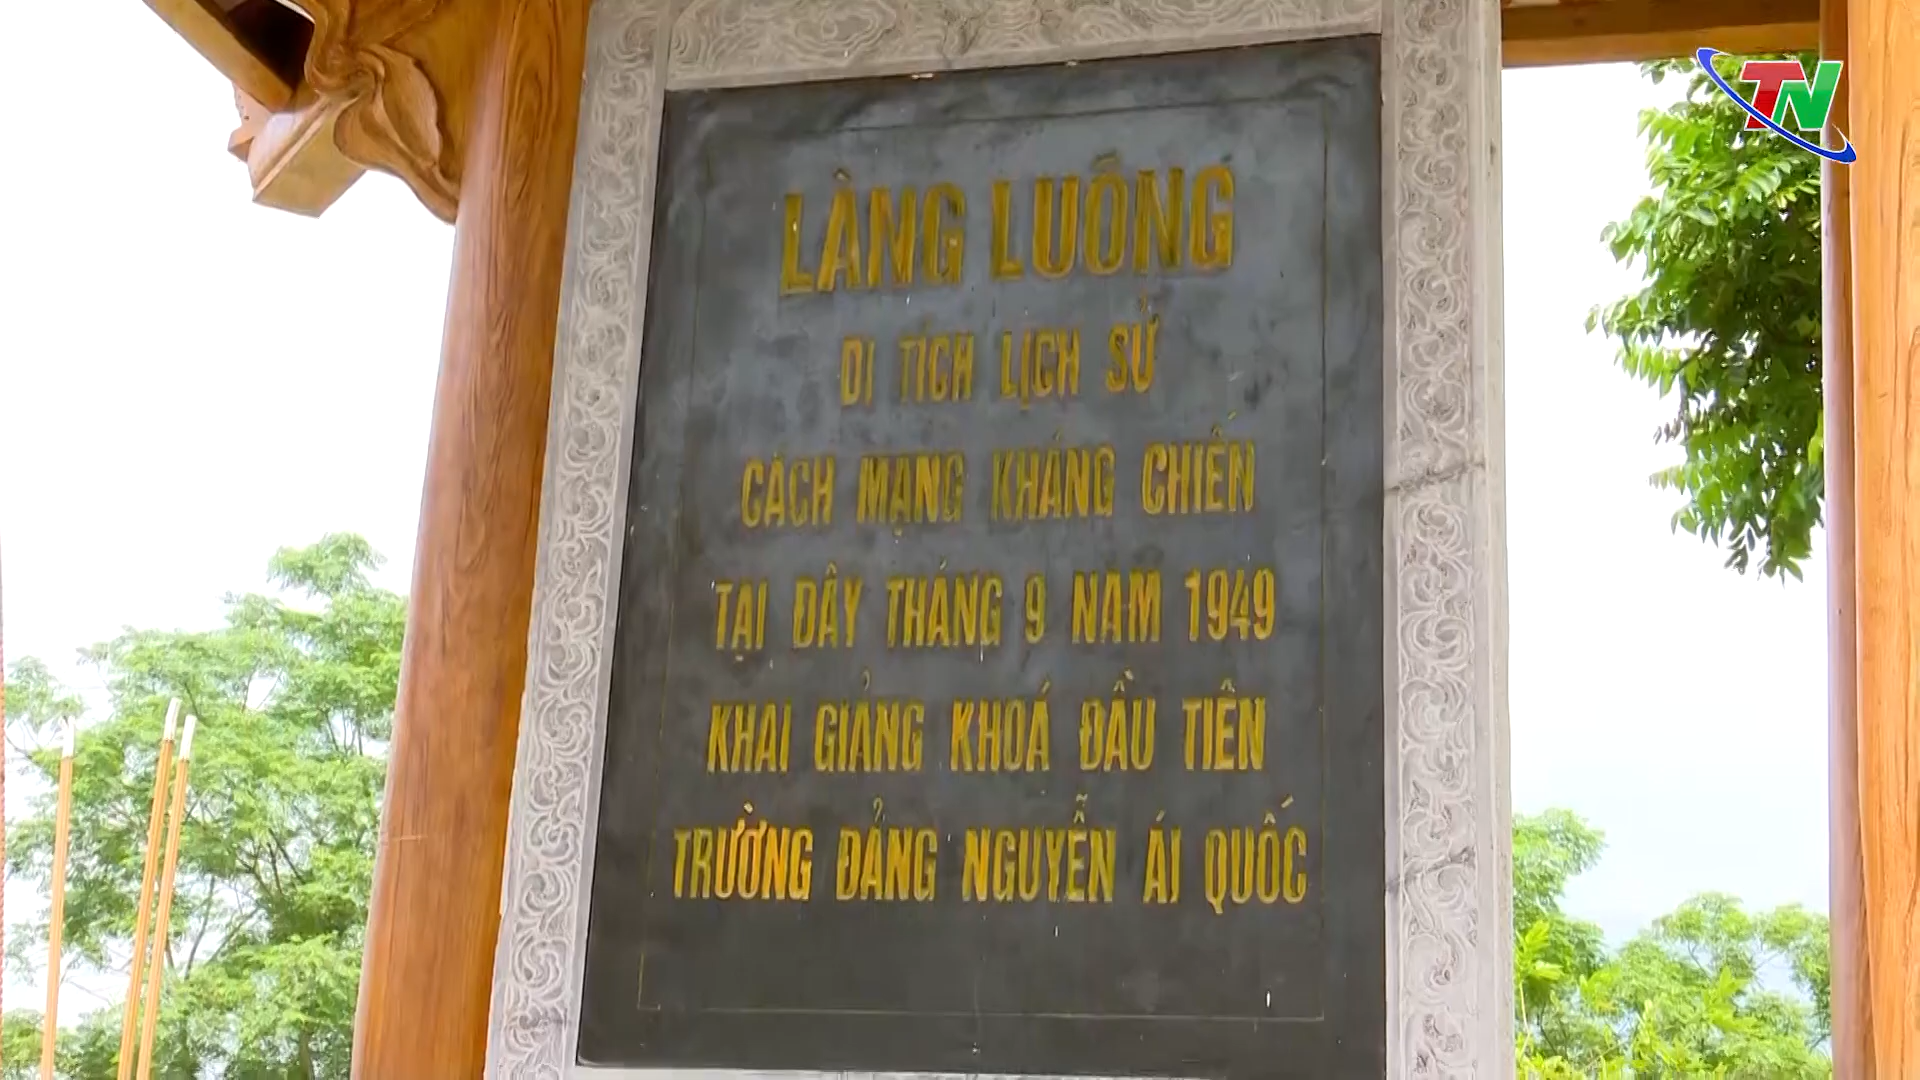 TN
LÀNG LUÔNG
DI TÍCH LỊCH SỬ
CÁCH MẠNG KHÁNG CHIẾN
TẠI ĐÂY THÁNG 9 NĂM 1949
KHAI GIẢNG KHOÁ ĐẦU TIÊN
TRƯỜNG ĐẢNG NGUYỄN ÁI QUỐC